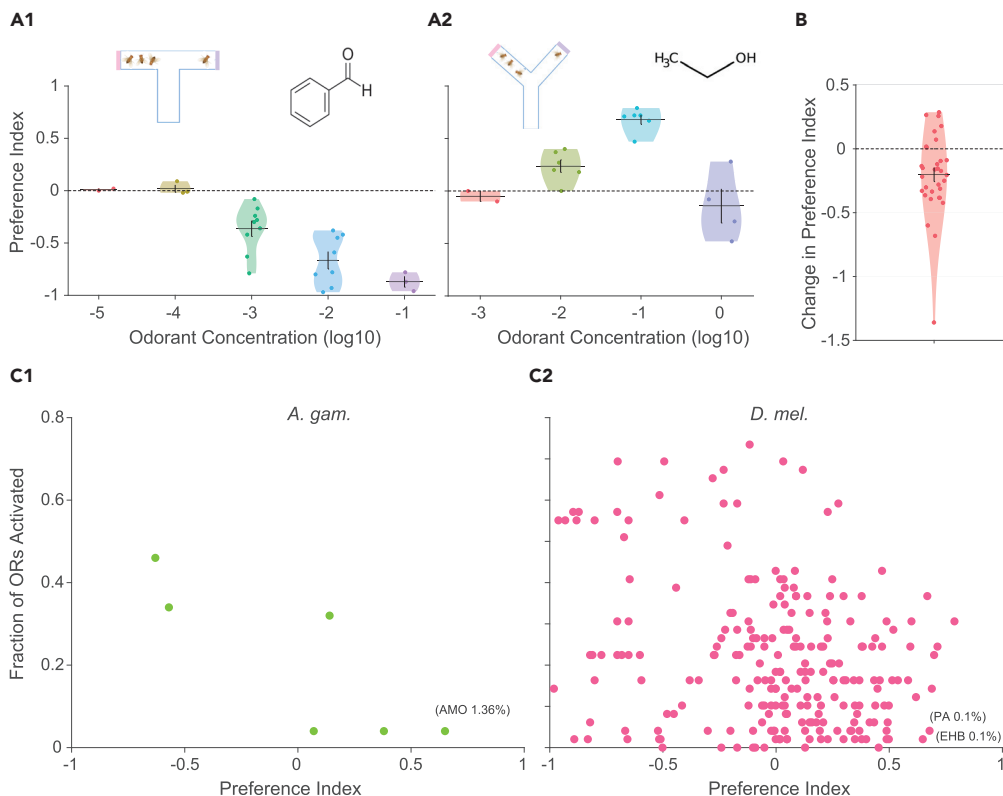 A1
A2
B
O
H
H3C
OH
1
0.5
0
-0.5
-1
Preference Index
-5
-4
-3
-2
-1
Odorant Concentration (log10)
-3
-2
-1
0
Odorant Concentration (log10)
0.5
0
-0.5
-1
-1.5
Change in Preference Index
C1
C2
A. gam.
D. mel.
0.8
0.6
0.4
0.2
0
Fraction of ORs Activated
(AMO 1.36%)
-1
-0.5
0
0.5
1
Preference Index
(PA 0.1%)
(EHB 0.1%)
-1
-0.5
0
0.5
1
Preference Index